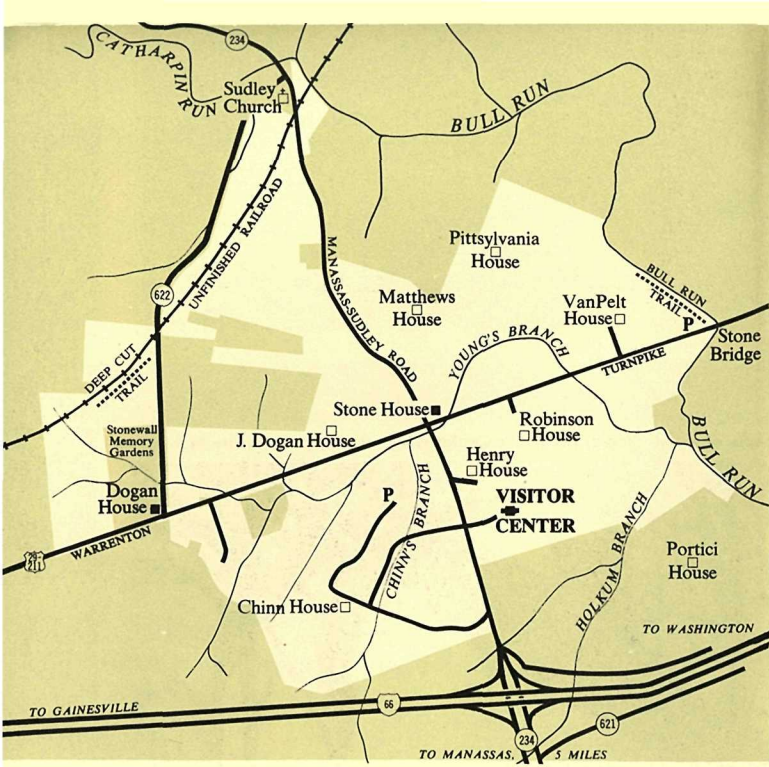 234
CATHARPIN RUN
Sudley
Church
BULL RUN
UNFINISHED RAILROAD
MANASSAS-SUDLEY ROAD
Pittsylvania
House
622
Matthews
House
BULL RUN
TRAIL
P
VanPelt
House
Stone
Bridge
YOUNG'S BRANCH
TURNPIKE
DEEP CUT
TRAIL
Stone House
Stonewall
Memory
Gardens
J. Dogan House
Robinson
House
Henry
House
BULL RUN
Dogan
House
P
VISITOR
CENTER
CHINN'S BRANCH
WARRENTON
29-
211
HOLKUM BRANCH
Portici
House
Chinn House
TO WASHINGTON
TO GAINESVILLE
66
621
234
TO MANASSAS, 5 MILES